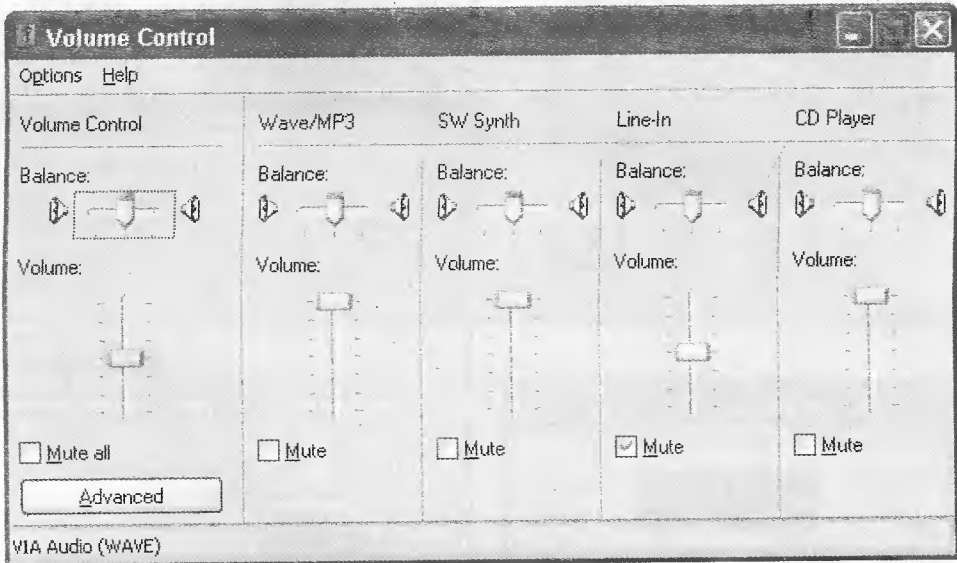 Volume Control
Options Help
Volume Control Wave/MP3 SW Synth Line-In CD Player
Balance: Balance: Balance: Balance: Balance:
Volume: Volume: Volume: Volume: Volume:
Mute all Mute Mute Mute Mute
Advanced
VIA Audio (WAVE)